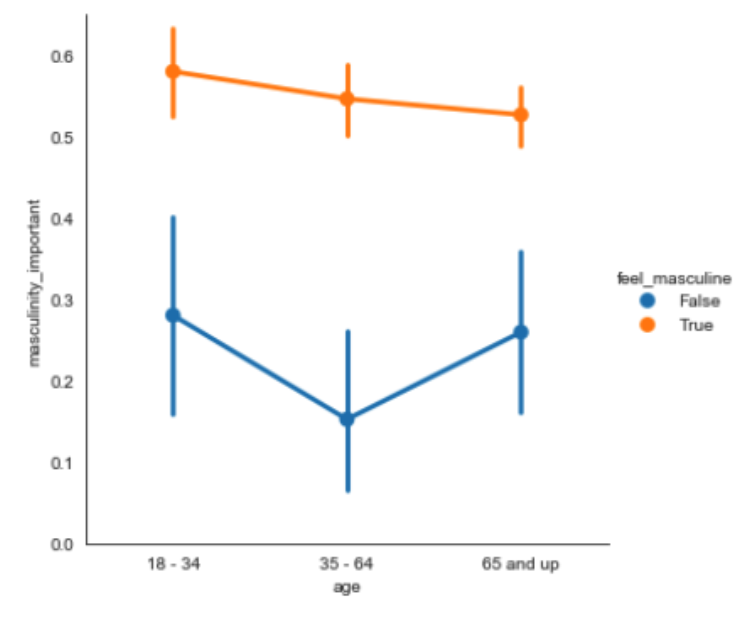 0.6
0.5
0.4
0.3
0.2
0.1
0.0
masculinity_important
18 - 34
35 - 64
65 and up
age
feel_masculine
False
True